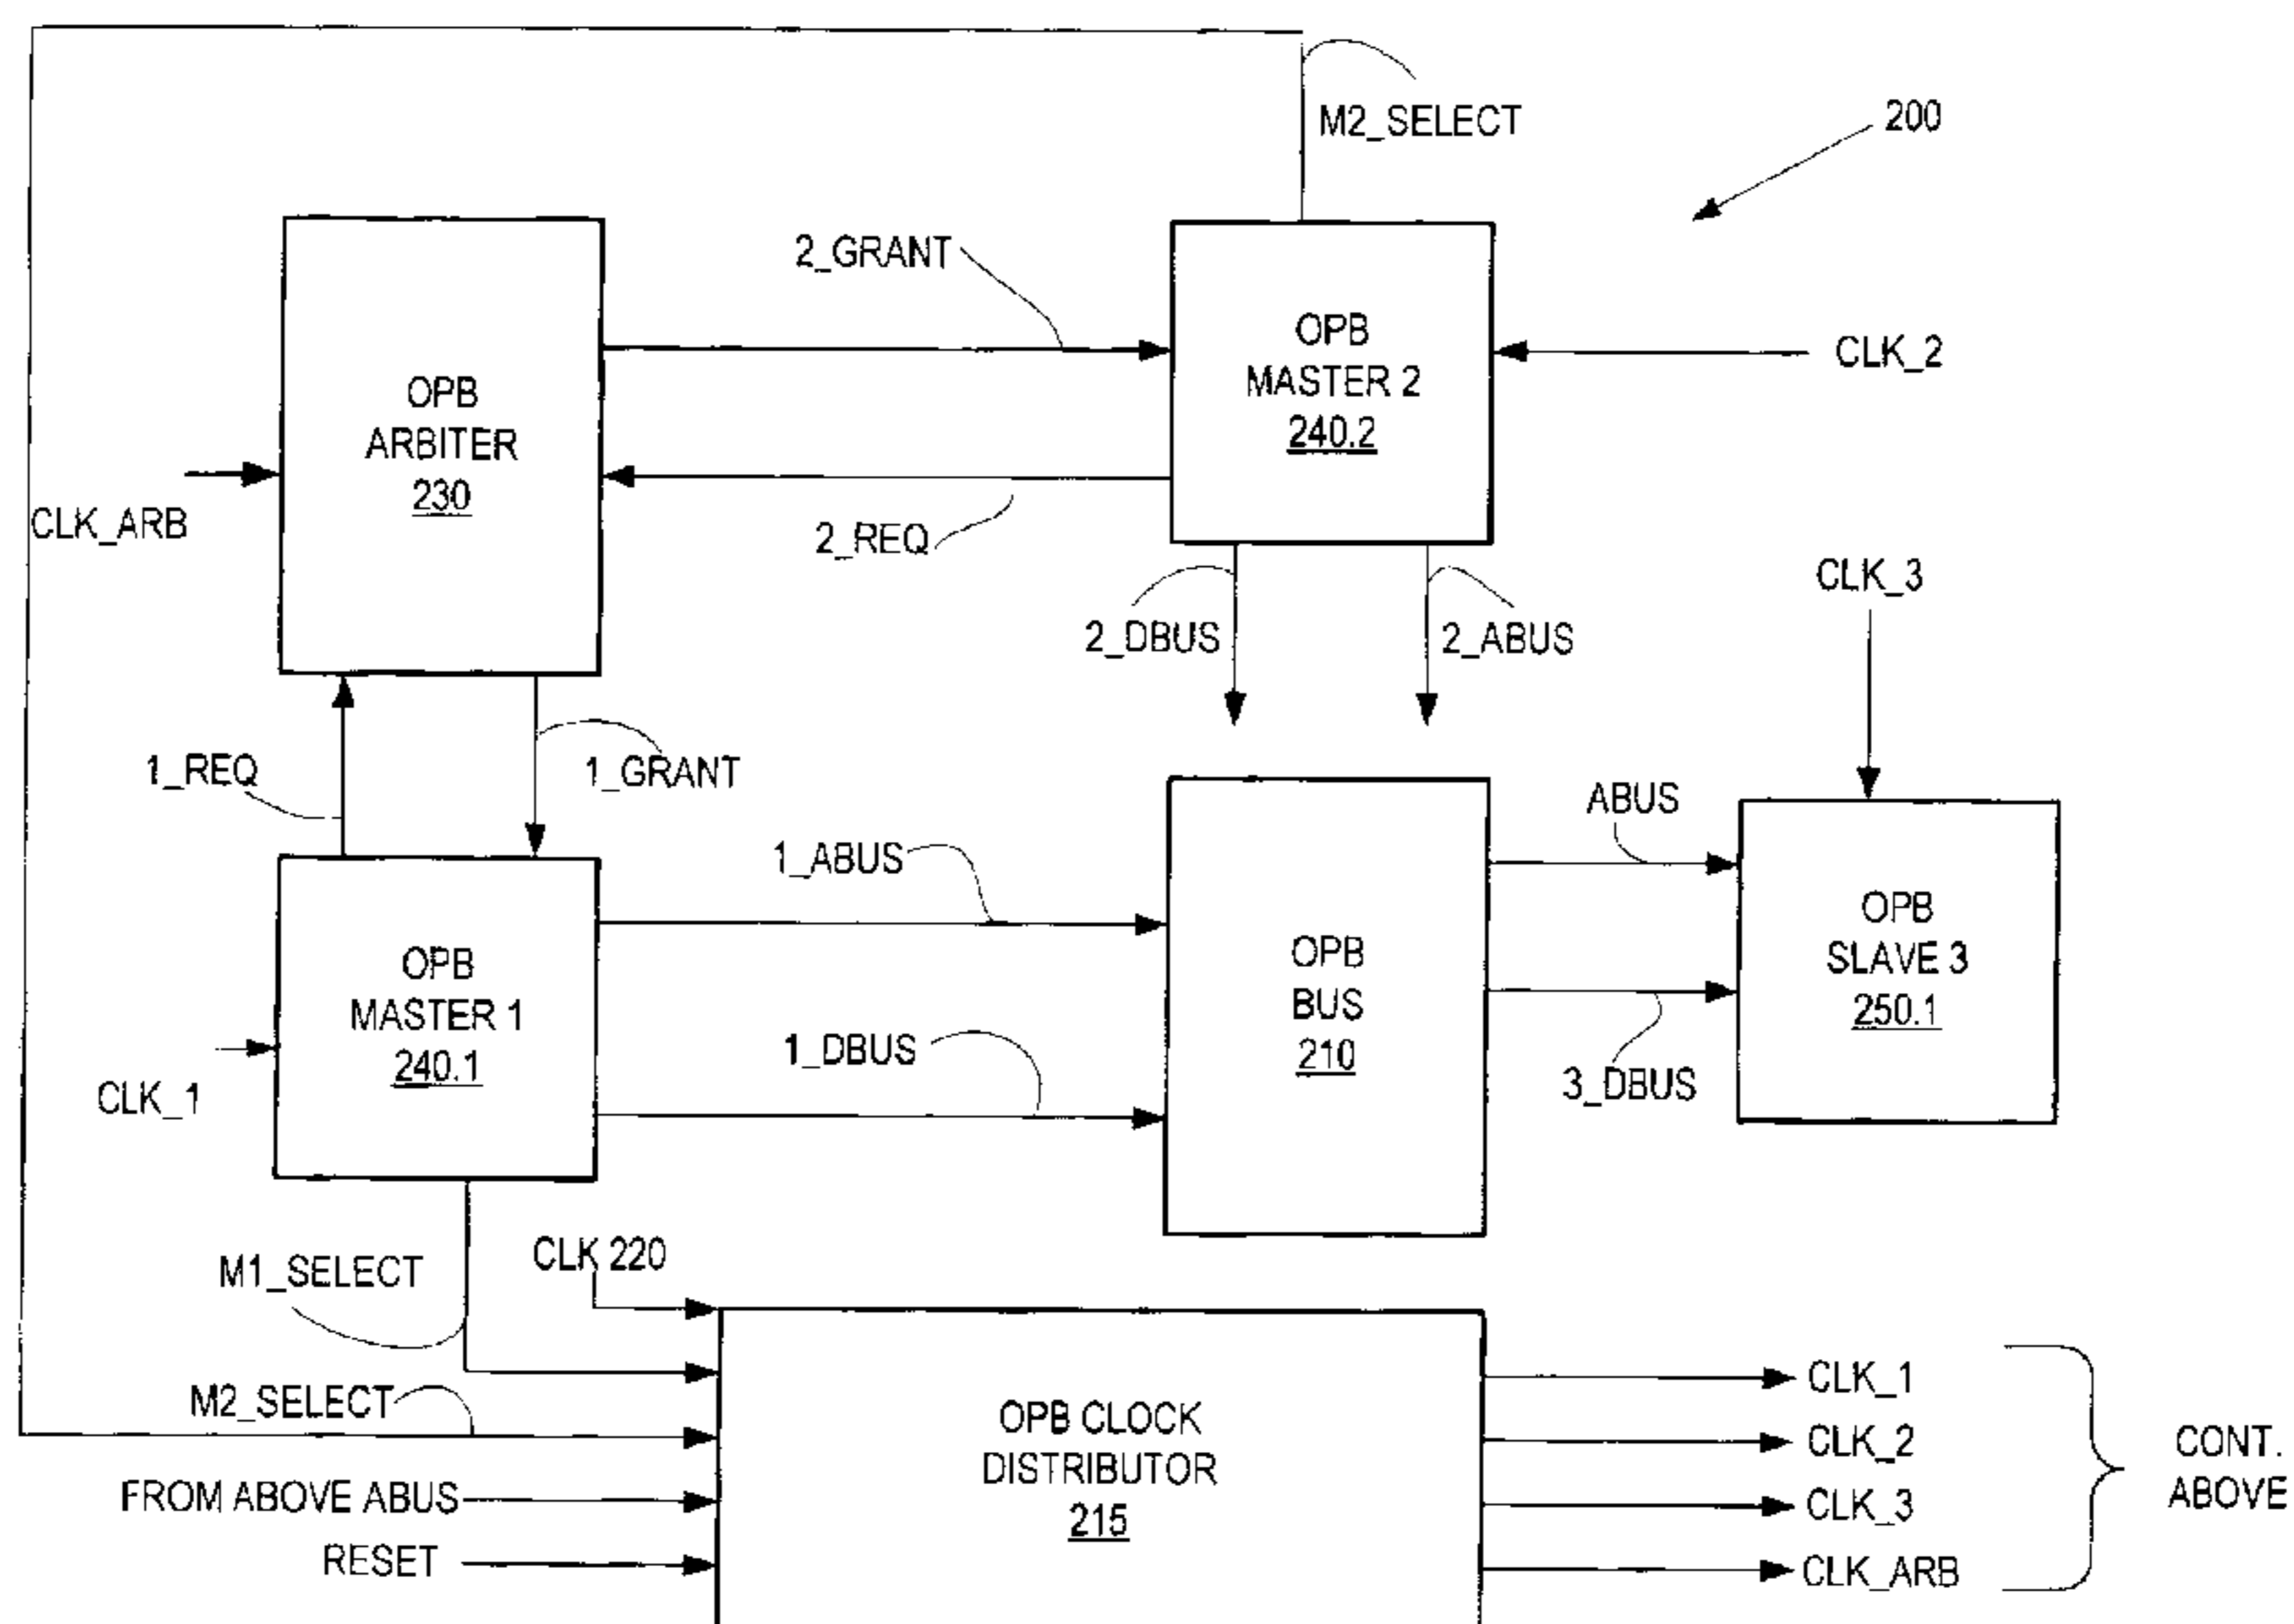 M2_SELECT
200
2_GRANT
OPB
MASTER 2
240.2
CLK_2
OPB
ARBITER
230
CLK_ARB
2_REQ
CLK_3
2_DBUS
2_ABUS
1_REQ
1_GRANT
ABUS
1_ABUS
OPB
SLAVE 3
250.1
OPB
MASTER 1
240.1
OPB
BUS
210
1_DBUS
3_DBUS
CLK_1
M1_SELECT
CLK 220
M2_SELECT
OPB CLOCK
DISTRIBUTOR
215
FROM ABOVE ABUS
RESET
CLK_1
CLK_2
CLK_3
CLK_ARB
CONT.
ABOVE